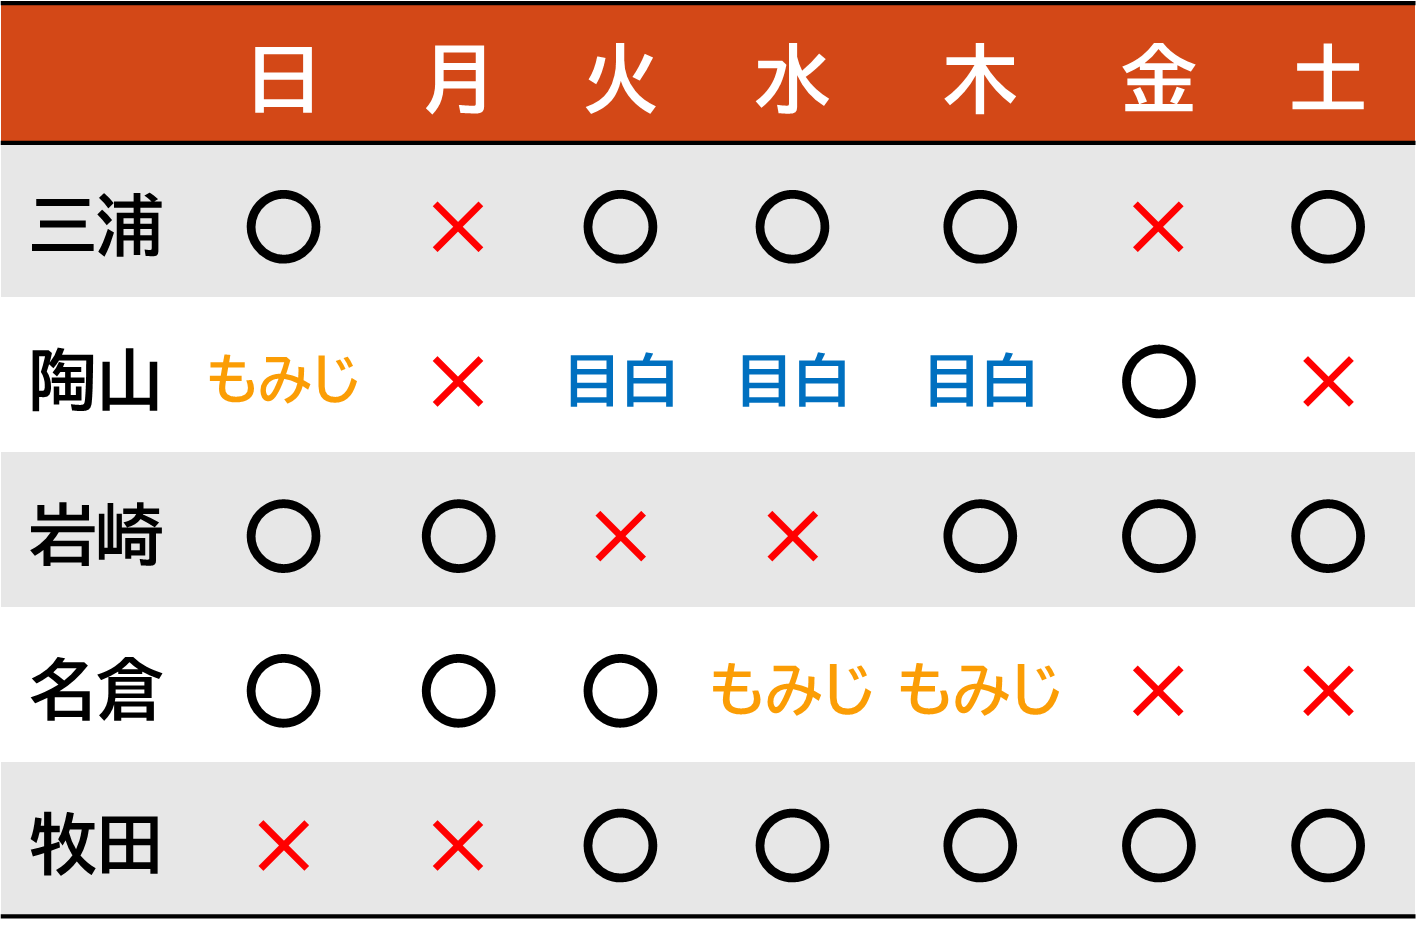 日 月 火 水 木 金 土
三浦 ○ × ○ ○ ○ × ○
陶山 もみじ × 目白 目白 目白 ○ ×
岩崎 ○ ○ × × ○ ○ ○
名倉 ○ ○ ○ もみじ もみじ × ×
牧田 × × ○ ○ ○ ○ ○